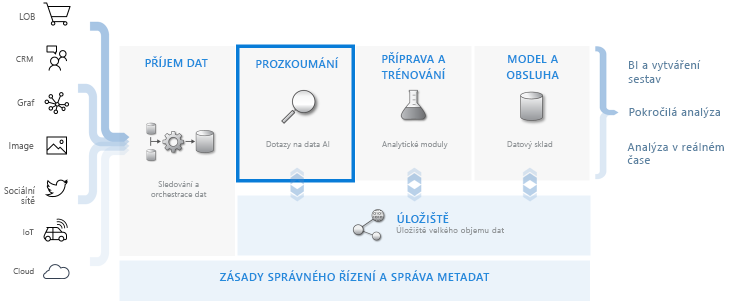 LOB
CRM
Graf
Image
Sociální
sítě
IoT
Cloud
PŘÍJEM DAT
Sledování a
orchestrace dat
PROZKOUMÁNÍ
Dotazy na data AI
PŘÍPRAVA A
TRÉNOVÁNÍ
Analytické moduly
MODEL A
OBSLUHA
Datový sklad
ÚLOŽIŠTĚ
Úložiště velkého objemu dat
ZÁSADY SPRÁVNÉHO ŘÍZENÍ A SPRÁVA METADAT
BI a vytváření
sestav
Pokročilá analýza
Analýza v reálném
čase